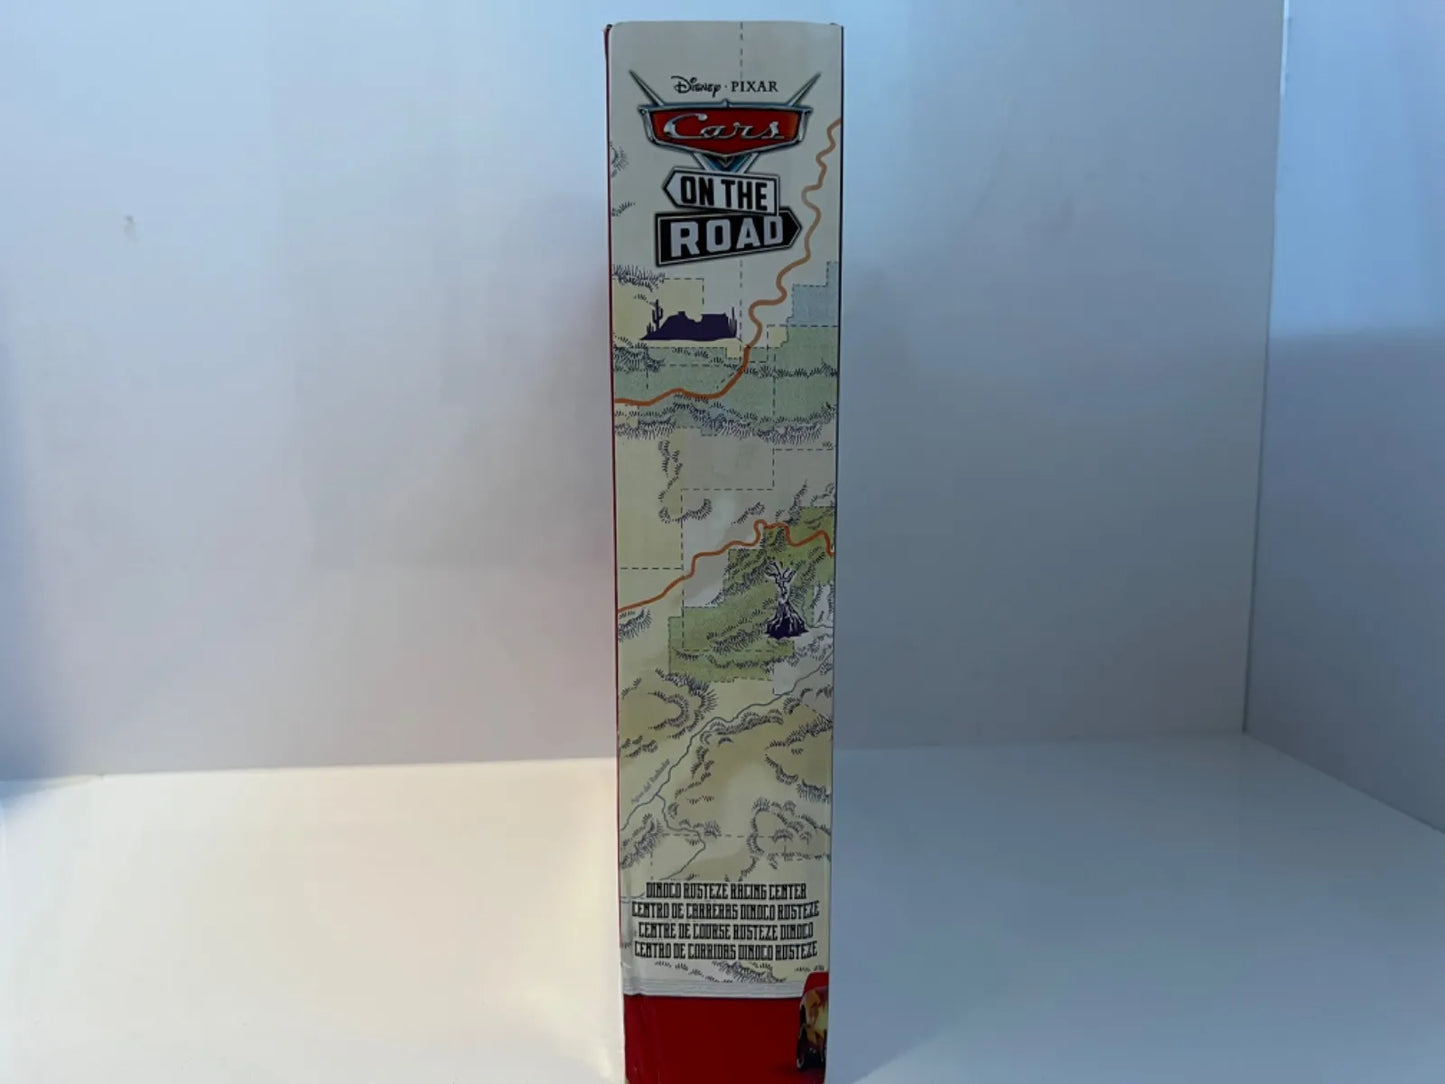 Disney · PIXAR
Cars
ON THE
ROAD
DINOCO RUSTEZE RACING CENTER
CENTRO DE CARRERAS DINOCO RUSTEZE
CENTRE DE COURSE RUSTEZE DINOCO
CENTRO DE CORRIDAS DINOCO RUSTEZE